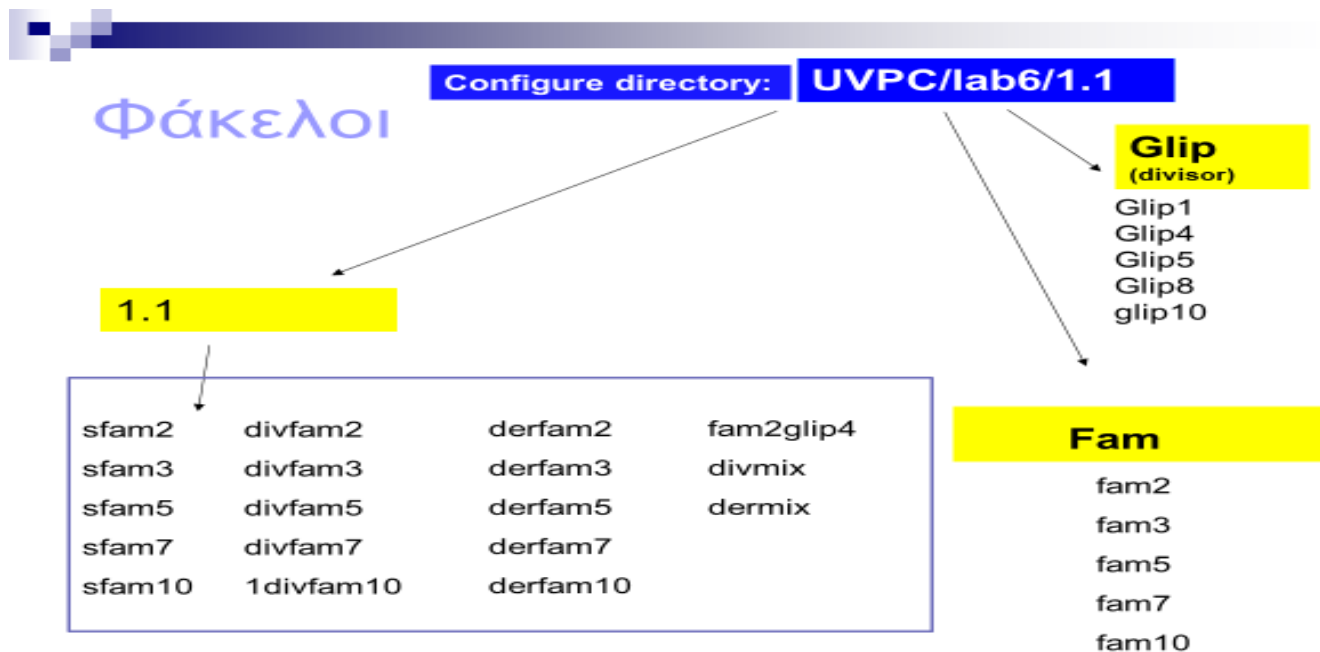 Configure directory: UVPC/lab6/1.1
Φάκελοι
Glip
(divisor)
Glip1
Glip4
Glip5
Glip8
glip10
1.1
sfam2 divfam2 derfam2 fam2glip4
sfam3 divfam3 derfam3 divmix
sfam5 divfam5 derfam5 dermix
sfam7 divfam7 derfam7
sfam10 1divfam10 derfam10
Fam
fam2
fam3
fam5
fam7
fam10